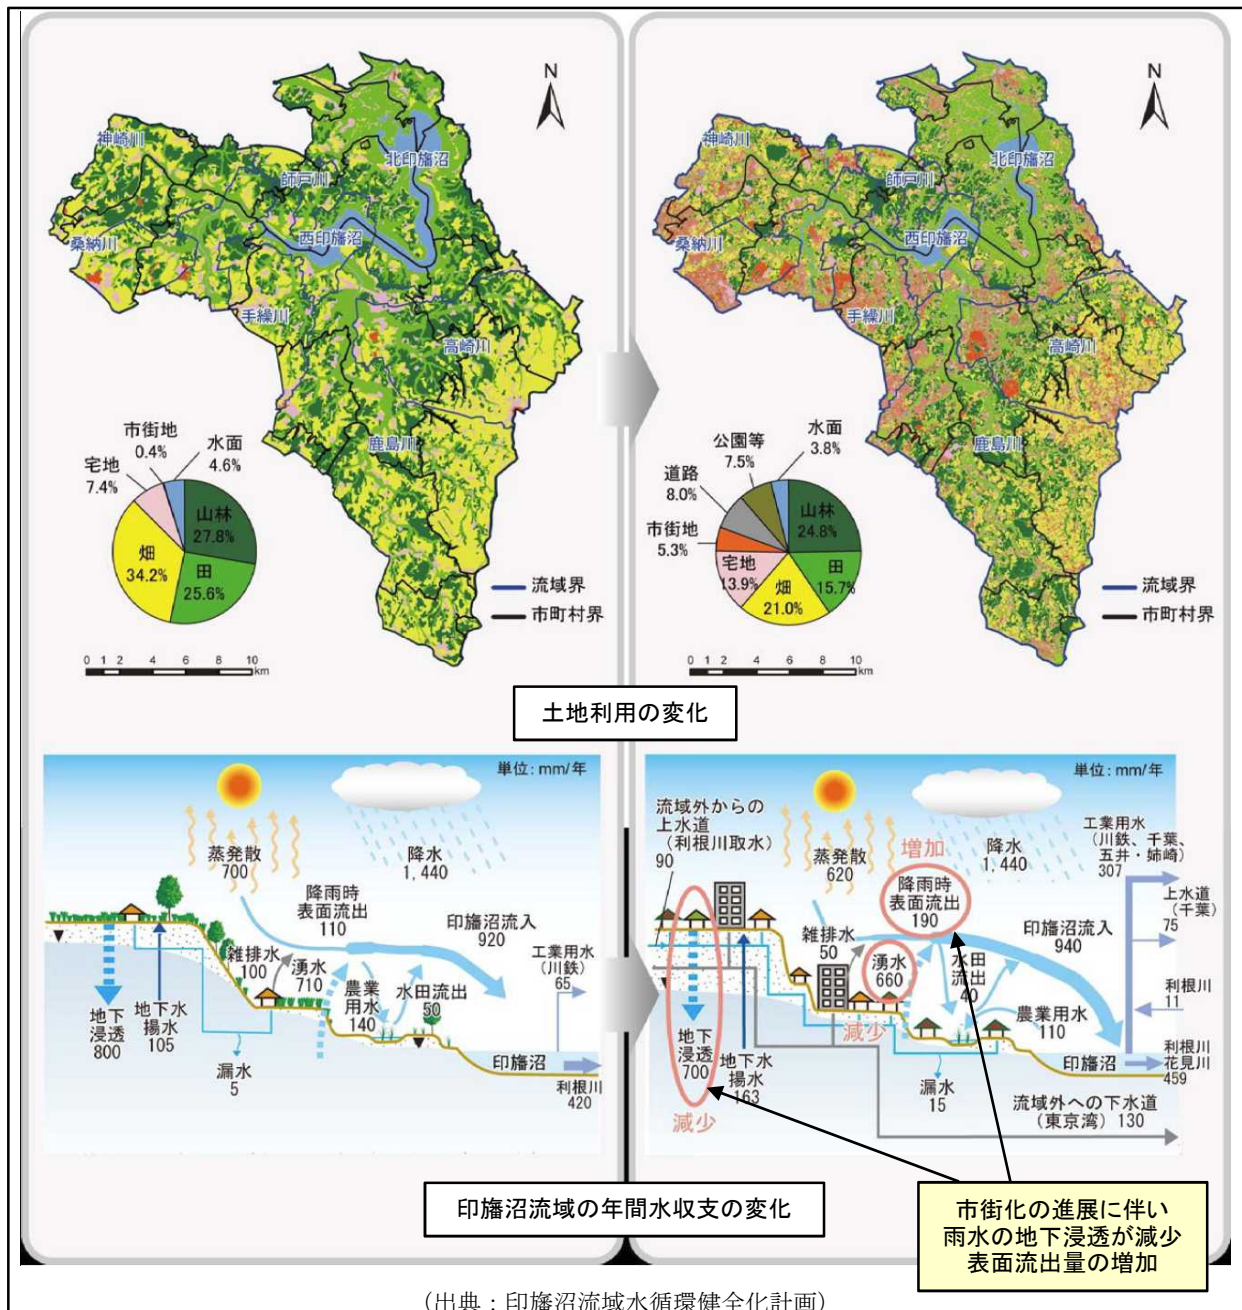 N
神崎川
師戸川
北印旛沼
西印旛沼
桑納川
手繰川
高崎川
鹿島川
市街地
0.4%
水面
4.6%
宅地
7.4%
山林
27.8%
畑
34.2%
田
25.6%
流域界
市町村界
0 1 2 4 6 8 10
km
N
神崎川
師戸川
北印旛沼
西印旛沼
桑納川
手繰川
高崎川
鹿島川
公園等
7.5%
水面
3.8%
道路
8.0%
市街地
5.3%
山林
24.8%
宅地
13.9%
田
15.7%
畑
21.0%
流域界
市町村界
0 1 2 4 6 8 10
km
土地利用の変化
単位: mm/年
蒸発散
700
降水
1,440
降雨時
表面流出
110
印旛沼流入
920
工業用水
(川鉄)
65
雑排水
100
湧水
710
農業
用水
140
水田流出
50
地下
浸透
800
地下水
揚水
105
漏水
5
印旛沼
利根川
420
単位: mm/年
流域外からの
上水道
(利根川取水)
90
蒸発散
620
増加
降水
1,440
降雨時
表面流出
190
工業用水
(川鉄、千葉、
五井・姉崎)
307
上水道
(千葉)
75
印旛沼流入
940
雑排水
50
湧水
660
水田
流出
40
農業用水
110
利根川
11
減少
地下
浸透
700
地下水
揚水
163
減少
漏水
15
印旛沼
利根川
花見川
459
流域外への下水道
(東京湾) 130
印旛沼流域の年間水収支の変化
市街化の進展に伴い
雨水の地下浸透が減少
表面流出量の増加
(出典：印旛沼流域水循環健全化計画)